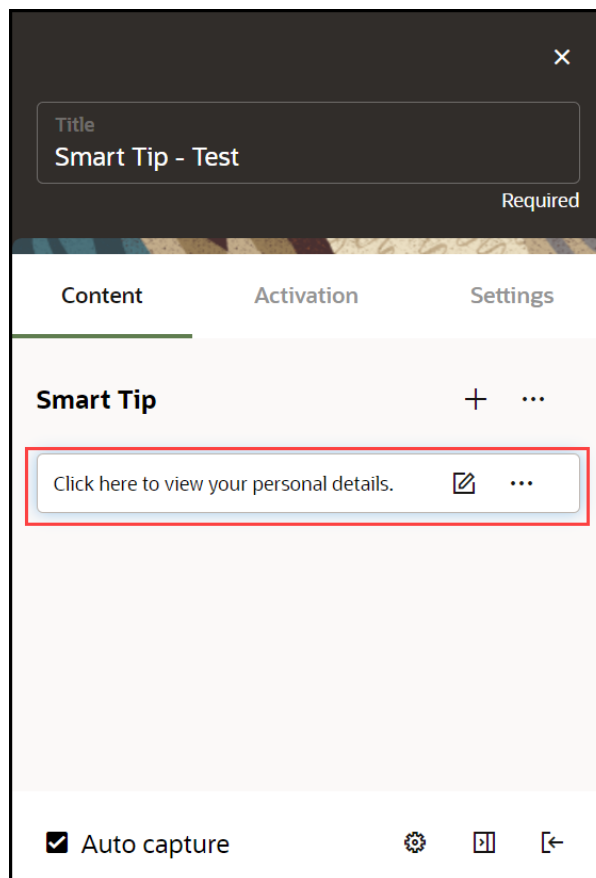 Title
Smart Tip - Test
Required
Content Activation Settings
Smart Tip
Click here to view your personal details.
Auto capture